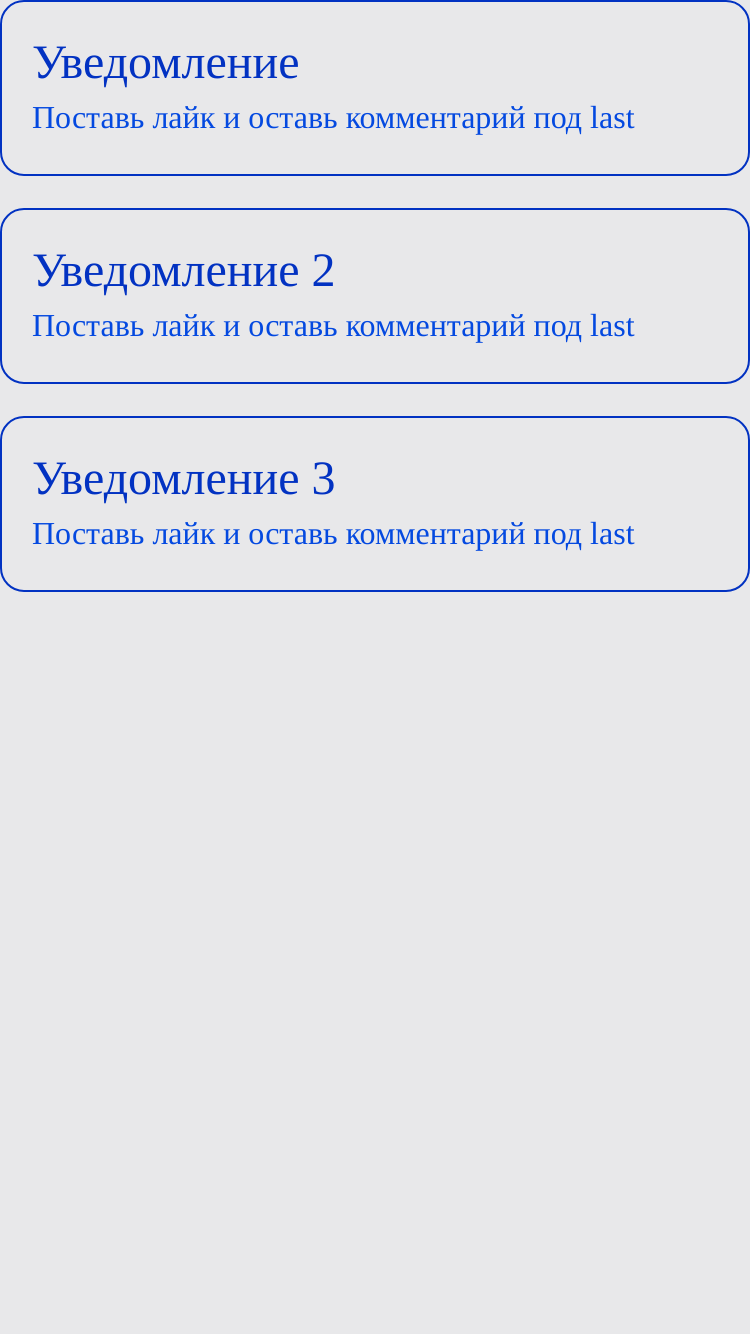 Уведомление
Поставь лайк и оставь комментарий под last
Уведомление 2
Поставь лайк и оставь комментарий под last
Уведомление 3
Поставь лайк и оставь комментарий под last